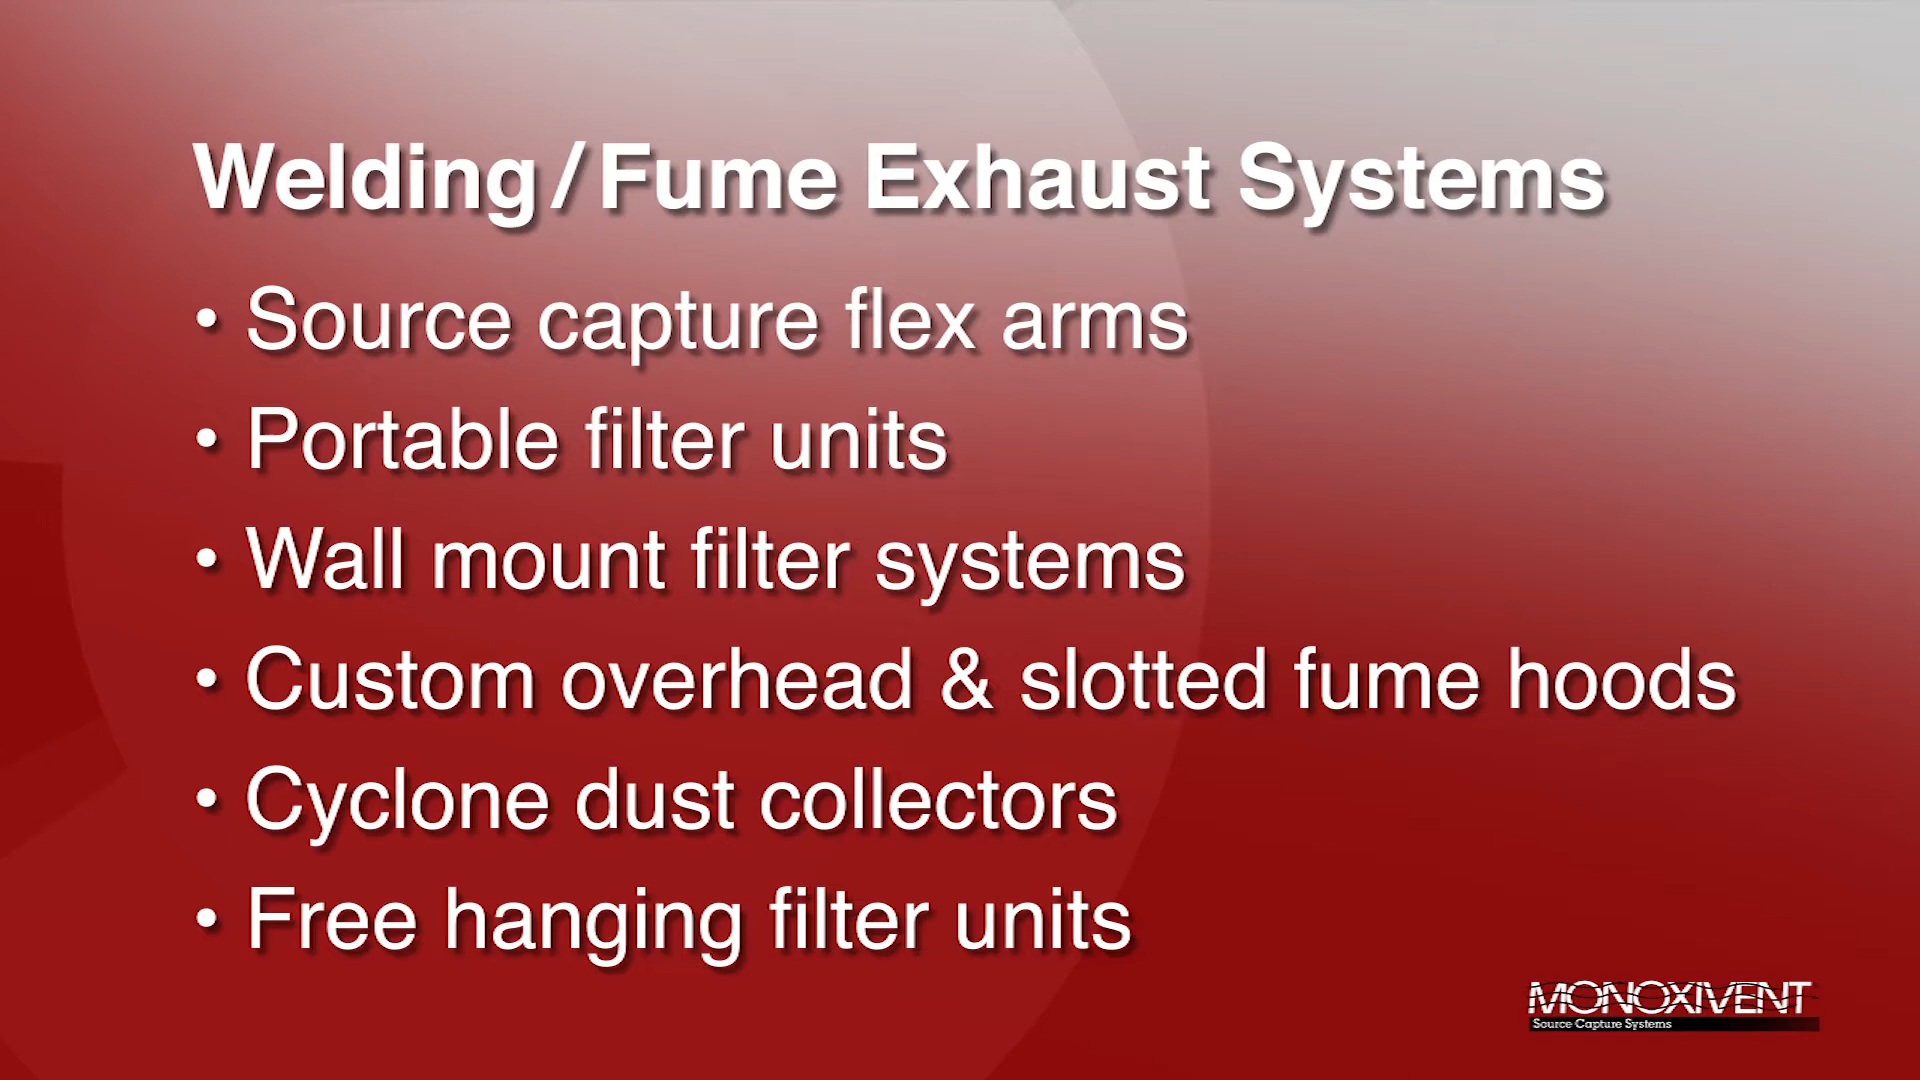 Welding / Fume Exhaust Systems
• Source capture flex arms
• Portable filter units
• Wall mount filter systems
• Custom overhead & slotted fume hoods
• Cyclone dust collectors
• Free hanging filter units
MONOXIVENT
Source Capture Systems